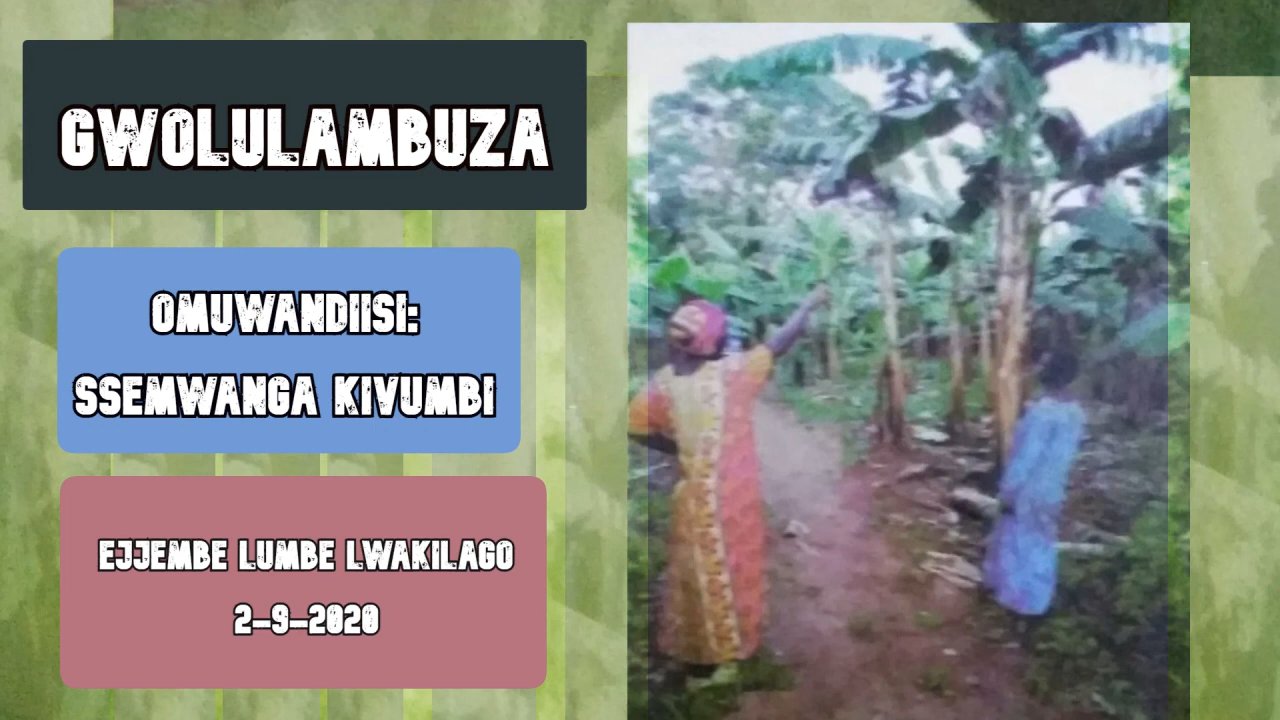 GWOLULAMBUZA
OMUWANDIISI:
SSEMWANGA KIVUMBI
EJJEMBE LUMBE LWAKILAGO
2-9-2020